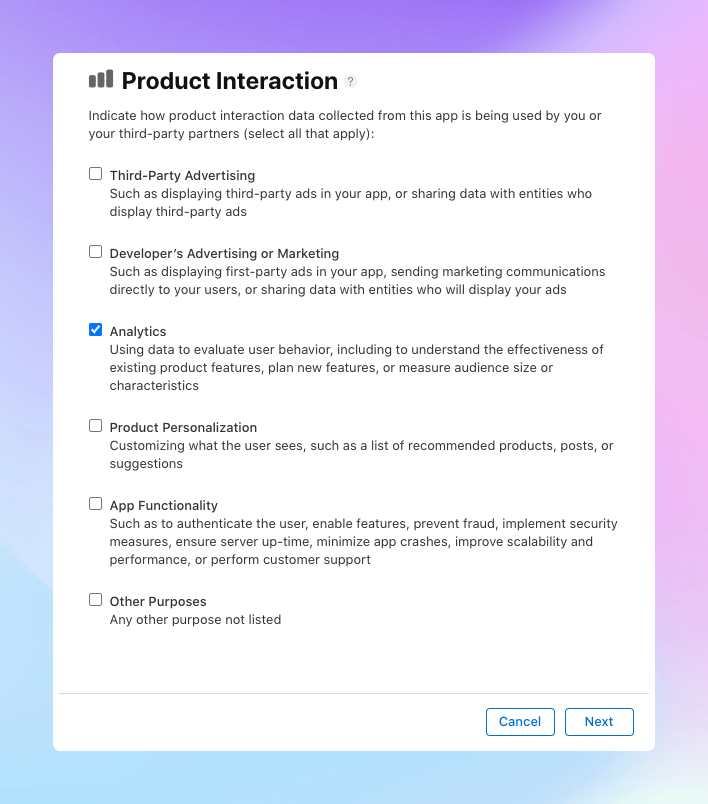 Product Interaction ?
Indicate how product interaction data collected from this app is being used by you or
your third-party partners (select all that apply):
Third-Party Advertising
Such as displaying third-party ads in your app, or sharing data with entities who
display third-party ads
Developer’s Advertising or Marketing
Such as displaying first-party ads in your app, sending marketing communications
directly to your users, or sharing data with entities who will display your ads
Analytics
Using data to evaluate user behavior, including to understand the effectiveness of
existing product features, plan new features, or measure audience size or
characteristics
Product Personalization
Customizing what the user sees, such as a list of recommended products, posts, or
suggestions
App Functionality
Such as to authenticate the user, enable features, prevent fraud, implement security
measures, ensure server up-time, minimize app crashes, improve scalability and
performance, or perform customer support
Other Purposes
Any other purpose not listed
Cancel Next